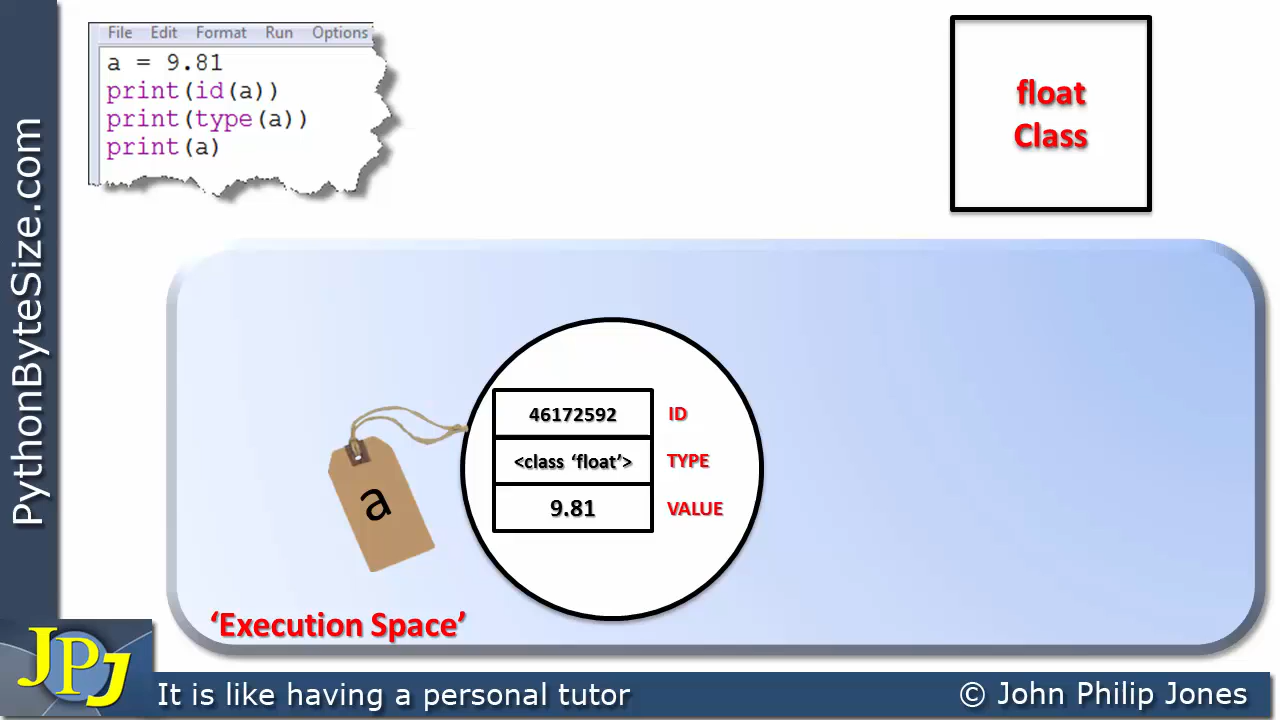 File Edit Format Run Options
a = 9.81
print(id(a))
print(type(a))
print(a)
float
Class
PythonByteSize.com
46172592 ID
<class ‘float’> TYPE
9.81 VALUE
a
‘Execution Space’
JPJ
It is like having a personal tutor
© John Philip Jones